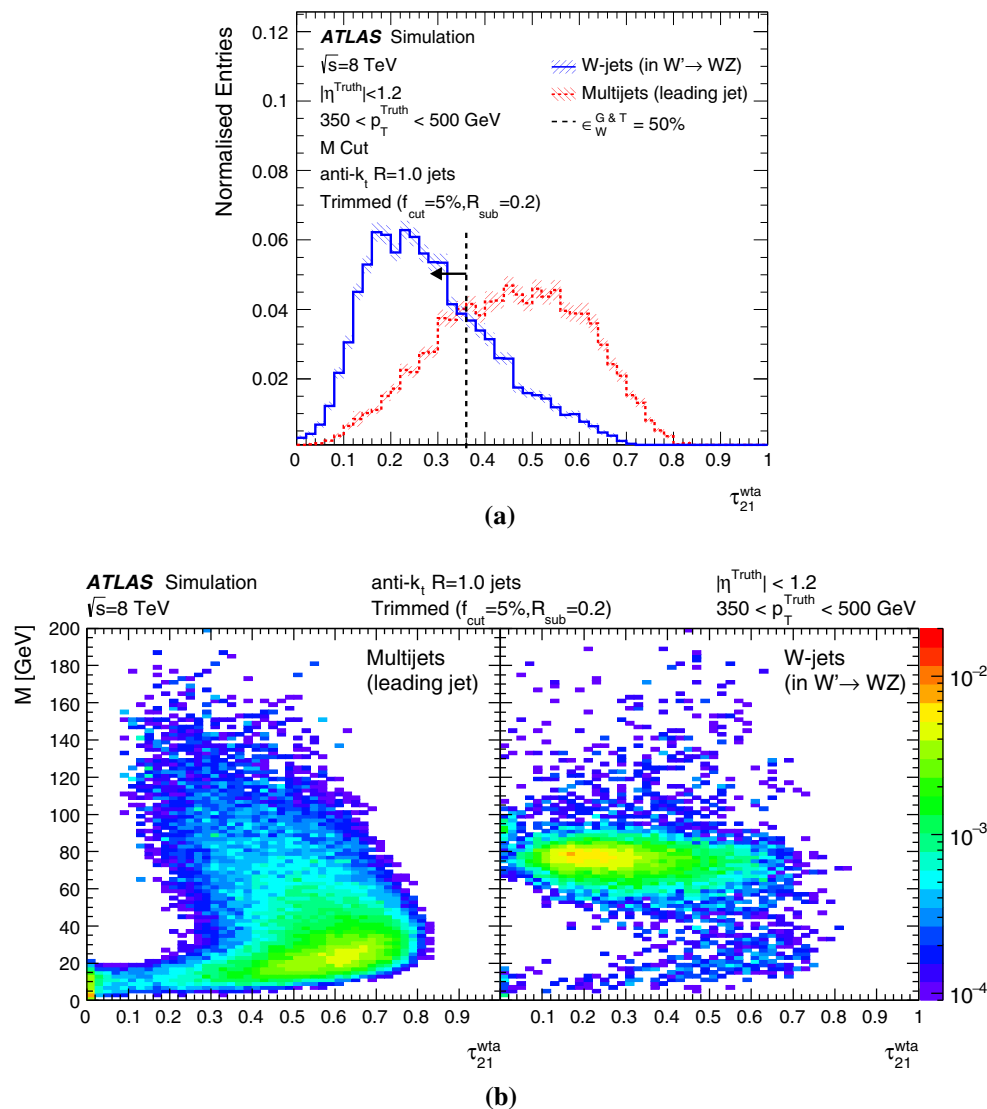 ATLAS Simulation
√s=8 TeV
|η^Truth|<1.2
350 < p_T^Truth < 500 GeV
M Cut
anti-k_t R=1.0 jets
Trimmed (f_cut=5%,R_sub=0.2)
W-jets (in W'→ WZ)
Multijets (leading jet)
∈_W^G & T = 50%
Normalised Entries
0.12
0.1
0.08
0.06
0.04
0.02
0 0.1 0.2 0.3 0.4 0.5 0.6 0.7 0.8 0.9 1
τ_21^wta
(a)
ATLAS Simulation anti-k_t R=1.0 jets |η^Truth| < 1.2
√s=8 TeV Trimmed (f_cut=5%,R_sub=0.2) 350 < p_T^Truth < 500 GeV
M [GeV]
200
180
160
140
120
100
80
60
40
20
0
Multijets
(leading jet)
W-jets
(in W'→ WZ)
10^−2
10^−3
10^−4
0 0.1 0.2 0.3 0.4 0.5 0.6 0.7 0.8 0.9
0.1 0.2 0.3 0.4 0.5 0.6 0.7 0.8 0.9 1
τ_21^wta
τ_21^wta
(b)